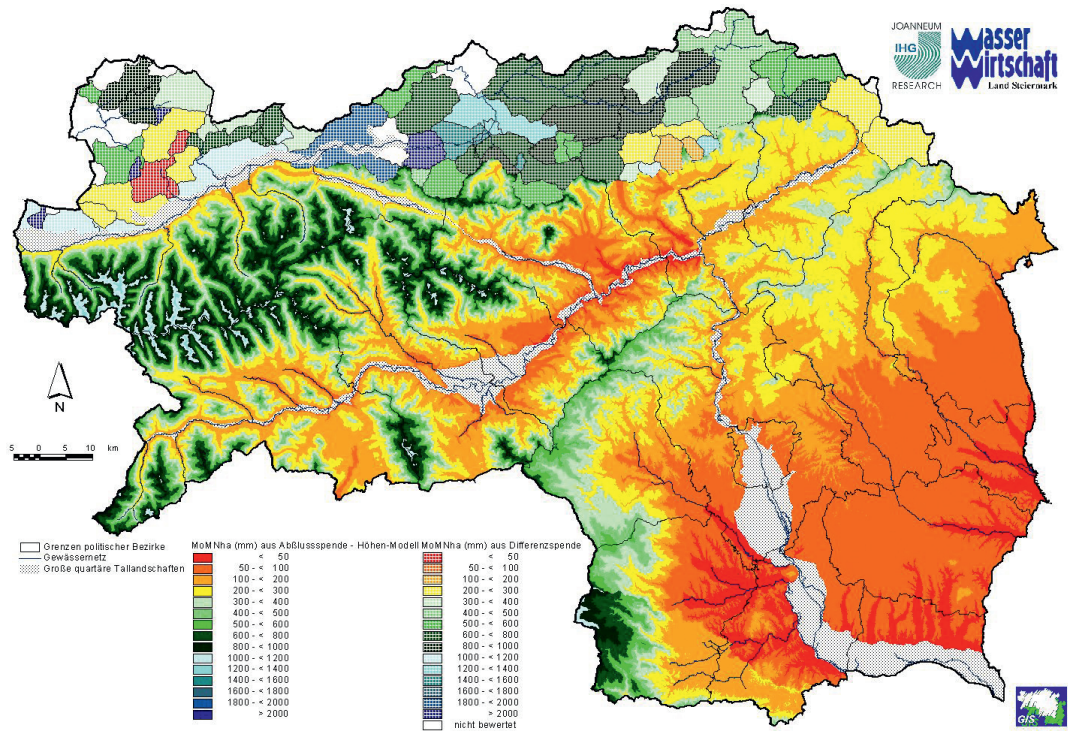 JOANNEUM
IHG
RESEARCH
Wasser
Wirtschaft
Land Steiermark
N
5 0 10 km
Grenzen politischer Bezirke
Gewässernetz
Große quartäre Tallandschaften
MoMNha (mm) aus Abßlussspende - Höhen-Modell
< 50
50 - < 100
100 - < 200
200 - < 300
300 - < 400
400 - < 500
500 - < 600
600 - < 800
800 - < 1000
1000 - < 1200
1200 - < 1400
1400 - < 1600
1600 - < 1800
1800 - < 2000
> 2000
MoMNha (mm) aus Differenzspende
< 50
50 - < 100
100 - < 200
200 - < 300
300 - < 400
400 - < 500
500 - < 600
600 - < 800
800 - < 1000
1000 - < 1200
1200 - < 1400
1400 - < 1600
1600 - < 1800
1800 - < 2000
> 2000
nicht bewertet
GIS